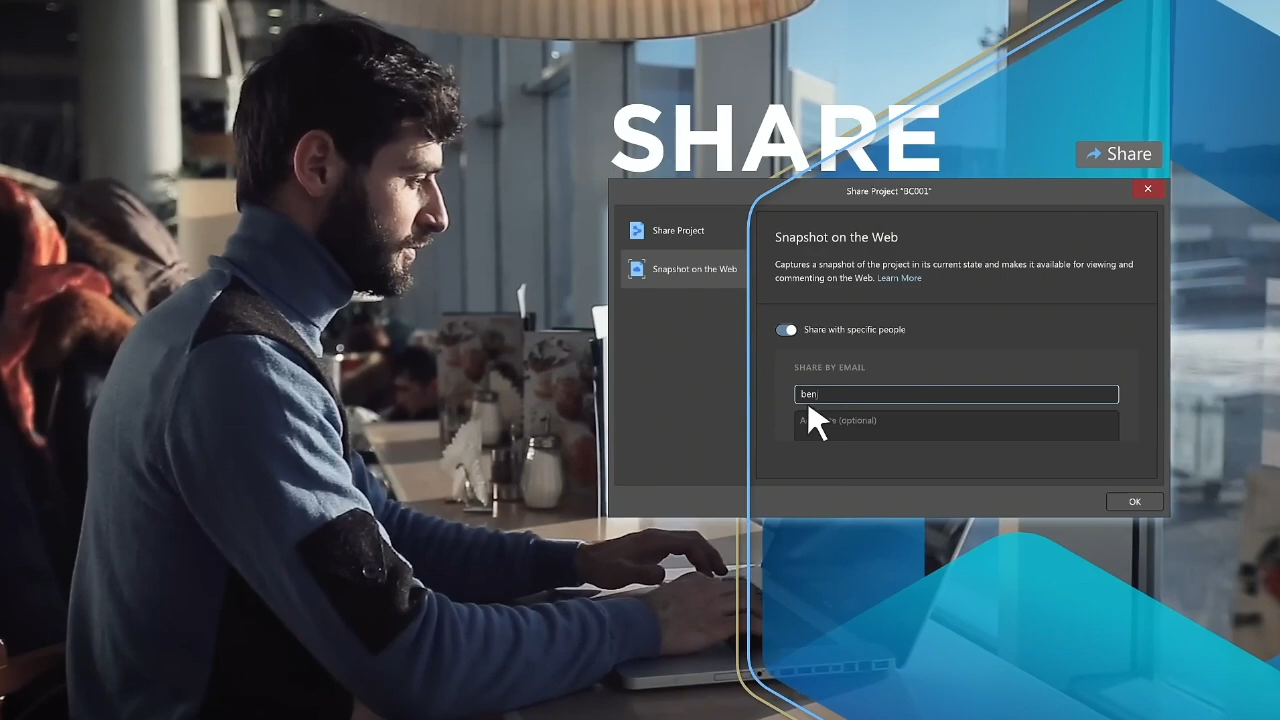 SHARE
Share
Share Project "BC001"
Share Project
Snapshot on the Web
Snapshot on the Web
Captures a snapshot of the project in its current state and makes it available for viewing and
commenting on the Web. Learn More
Share with specific people
SHARE BY EMAIL
ben
(optional)
OK